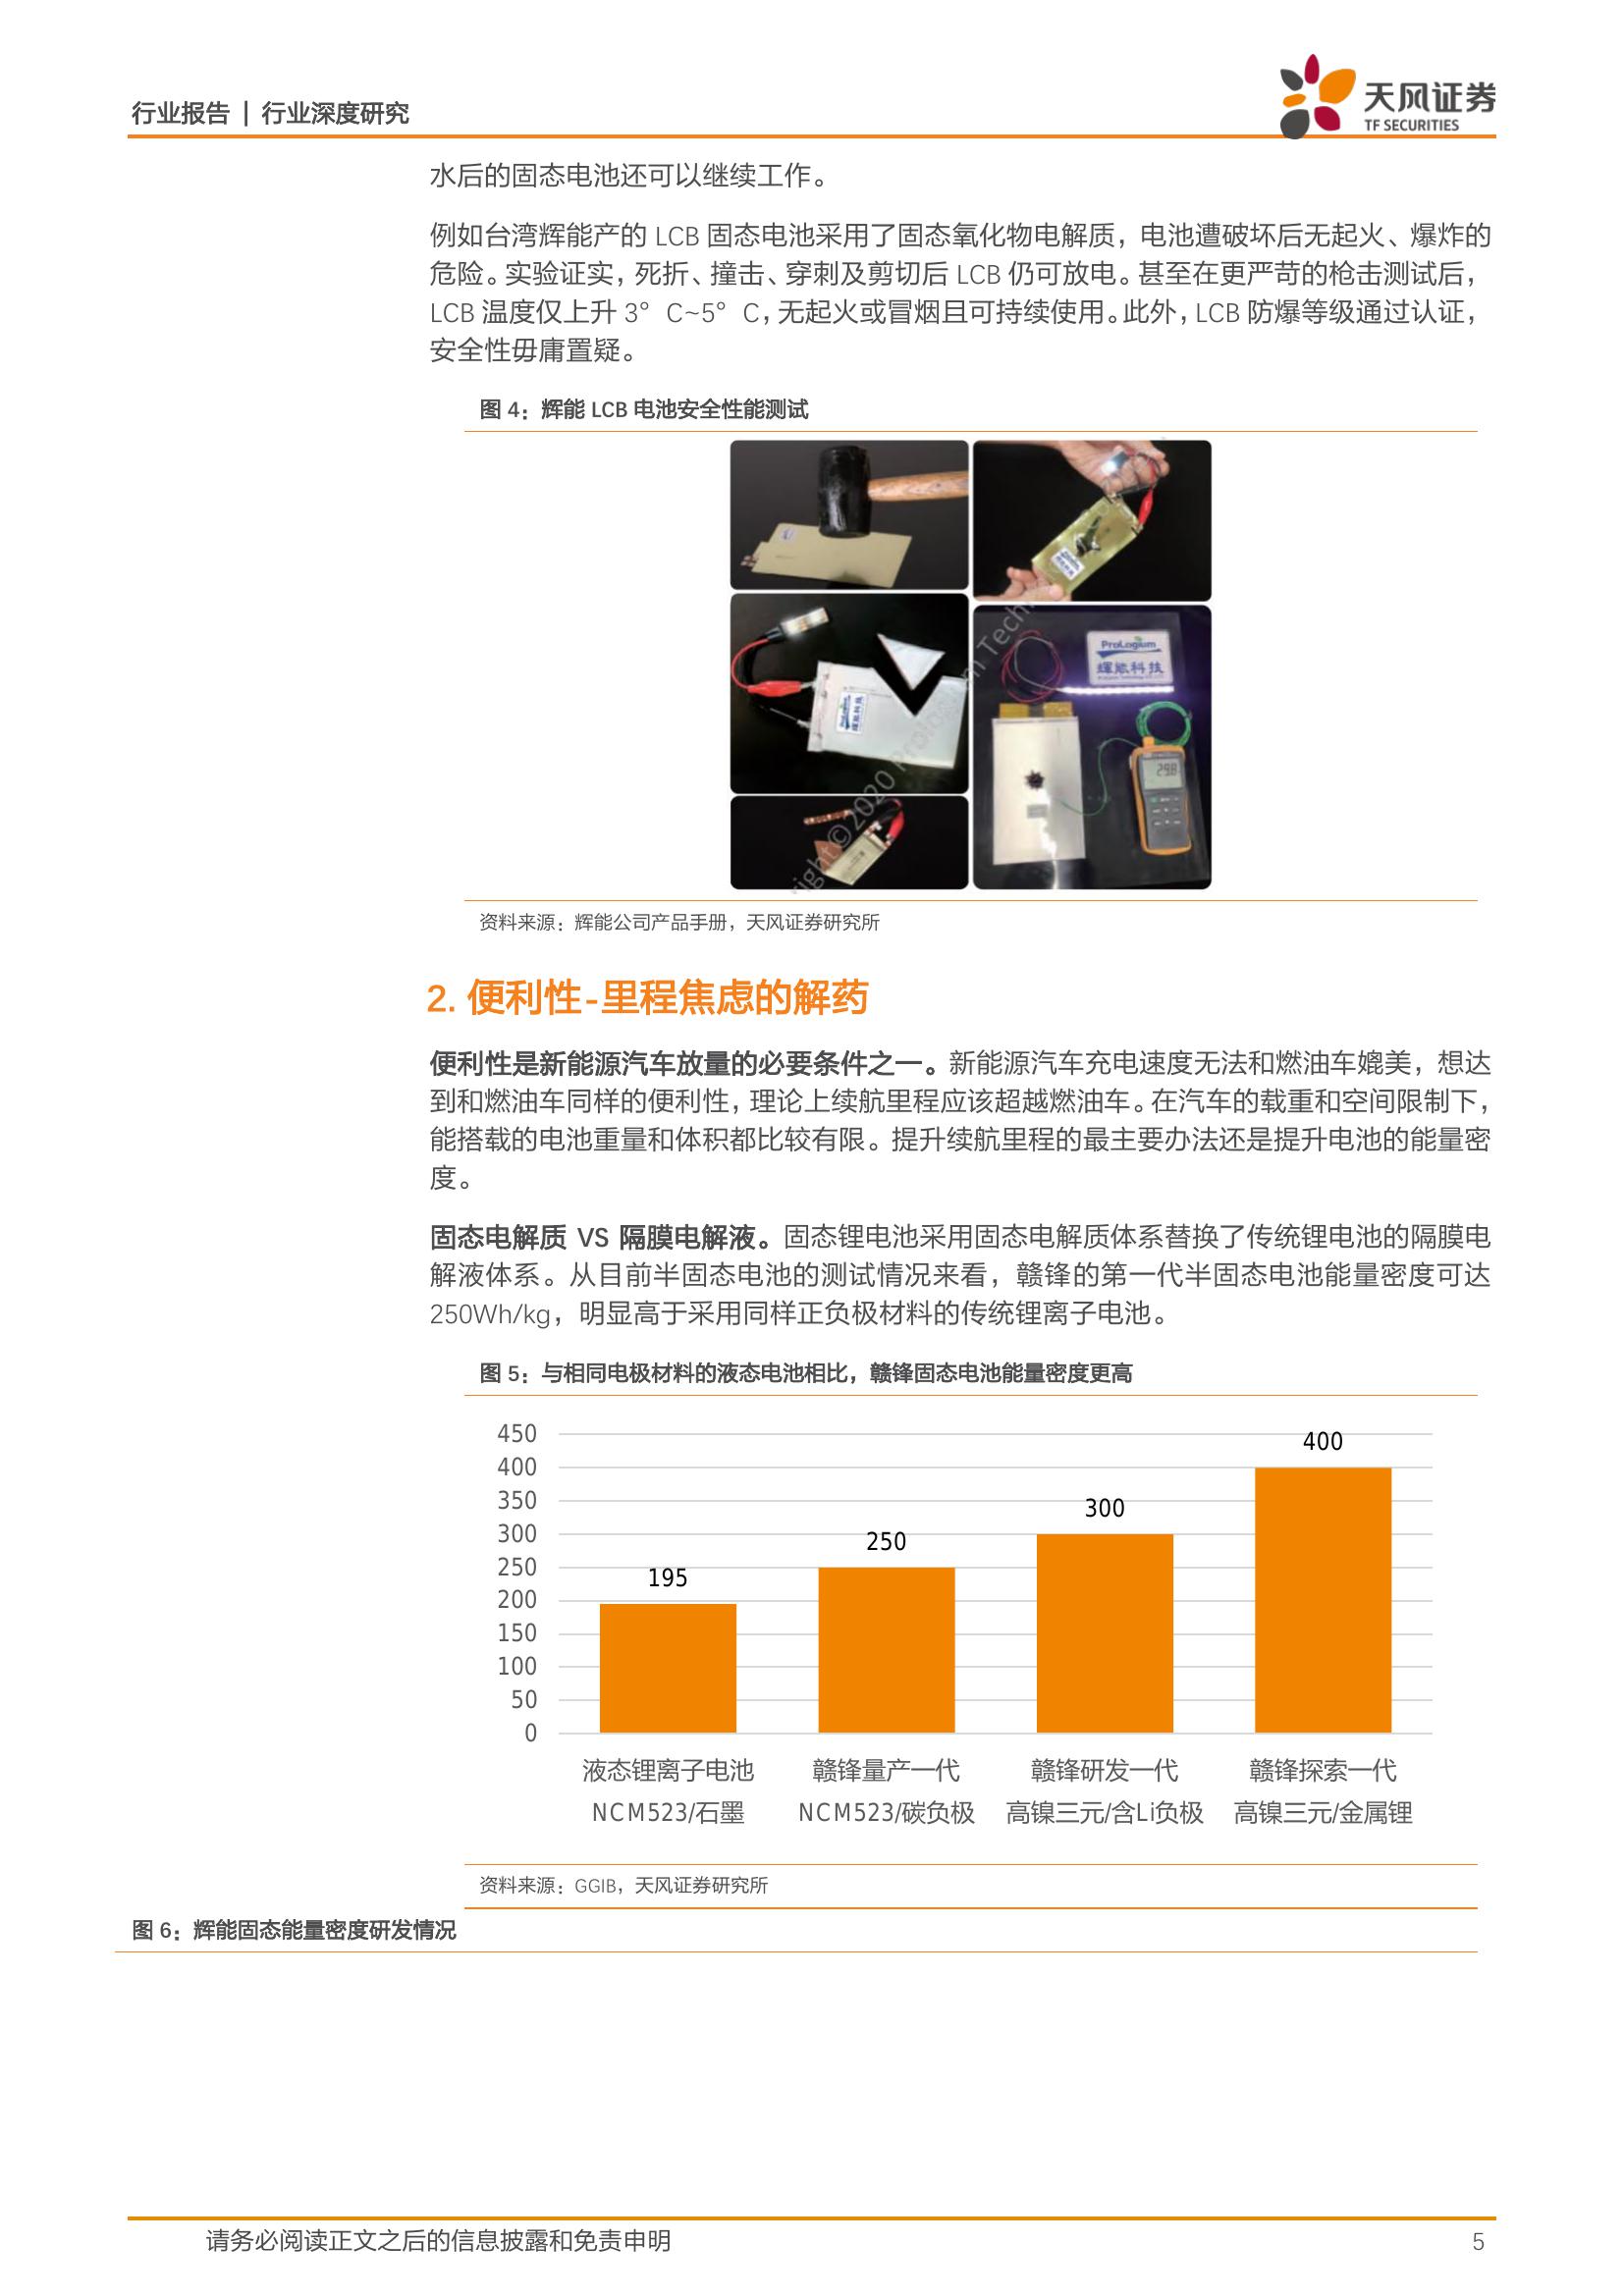 行业报告 | 行业深度研究
天风证券
TF SECURITIES
水后的固态电池还可以继续工作。
例如台湾辉能产的 LCB 固态电池采用了固态氧化物电解质，电池遭破坏后无起火、爆炸的
危险。实验证实，死折、撞击、穿刺及剪切后 LCB 仍可放电。甚至在更严苛的枪击测试后，
LCB 温度仅上升 3°C~5°C，无起火或冒烟且可持续使用。此外，LCB 防爆等级通过认证，
安全性毋庸置疑。
图 4：辉能 LCB 电池安全性能测试
ProLogium
輝能科技
输能科技
298
right©2020 Prologium Tech
资料来源：辉能公司产品手册，天风证券研究所
2. 便利性-里程焦虑的解药
便利性是新能源汽车放量的必要条件之一。新能源汽车充电速度无法和燃油车媲美，想达
到和燃油车同样的便利性，理论上续航里程应该超越燃油车。在汽车的载重和空间限制下，
能搭载的电池重量和体积都比较有限。提升续航里程的最主要办法还是提升电池的能量密
度。
固态电解质 VS 隔膜电解液。固态锂电池采用固态电解质体系替换了传统锂电池的隔膜电
解液体系。从目前半固态电池的测试情况来看，赣锋的第一代半固态电池能量密度可达
250Wh/kg，明显高于采用同样正负极材料的传统锂离子电池。
图 5：与相同电极材料的液态电池相比，赣锋固态电池能量密度更高
450
400
350
300
250
200
150
100
50
0
195
250
300
400
液态锂离子电池 赣锋量产一代 赣锋研发一代 赣锋探索一代
NCM523/石墨 NCM523/碳负极 高镍三元/含Li负极 高镍三元/金属锂
资料来源：GGIB，天风证券研究所
图 6：辉能固态能量密度研发情况
请务必阅读正文之后的信息披露和免责申明
5